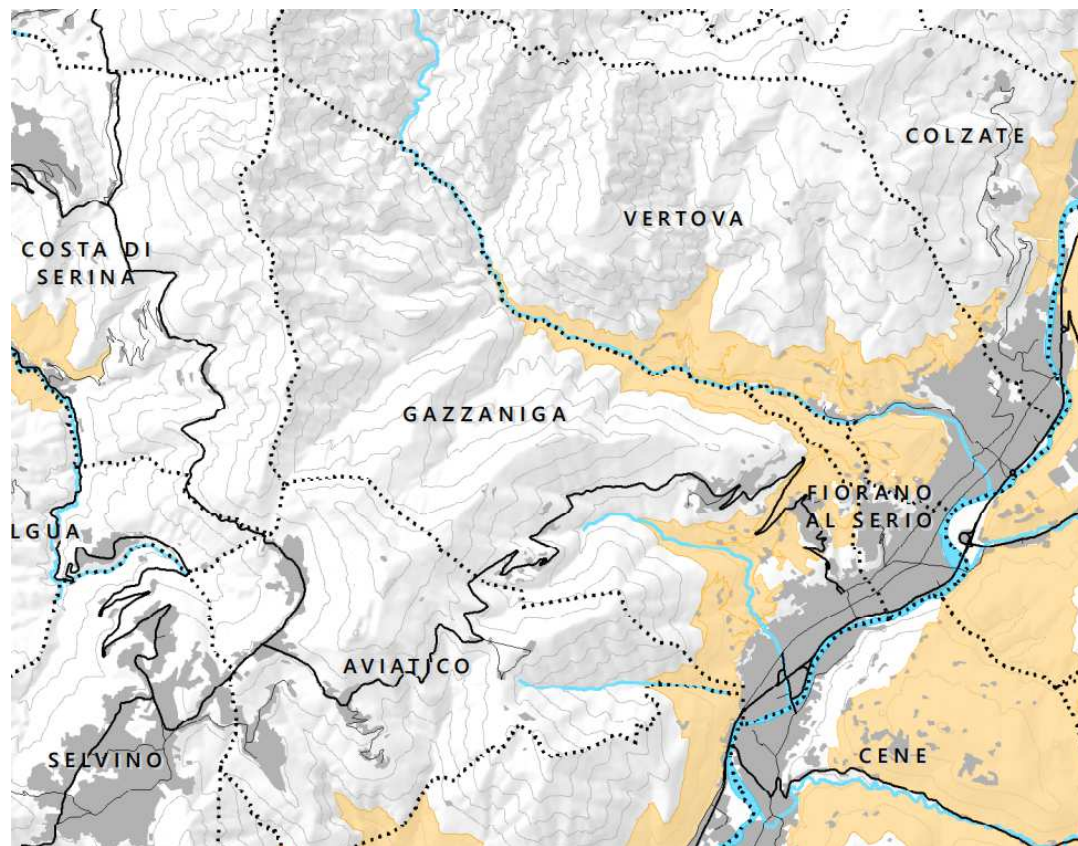 COLZATE
VERTOVA
COSTA DI
SERINA
GAZZANIGA
FIORANO
AL SERIO
LGUA
AVIATICO
SELVINO
CENE